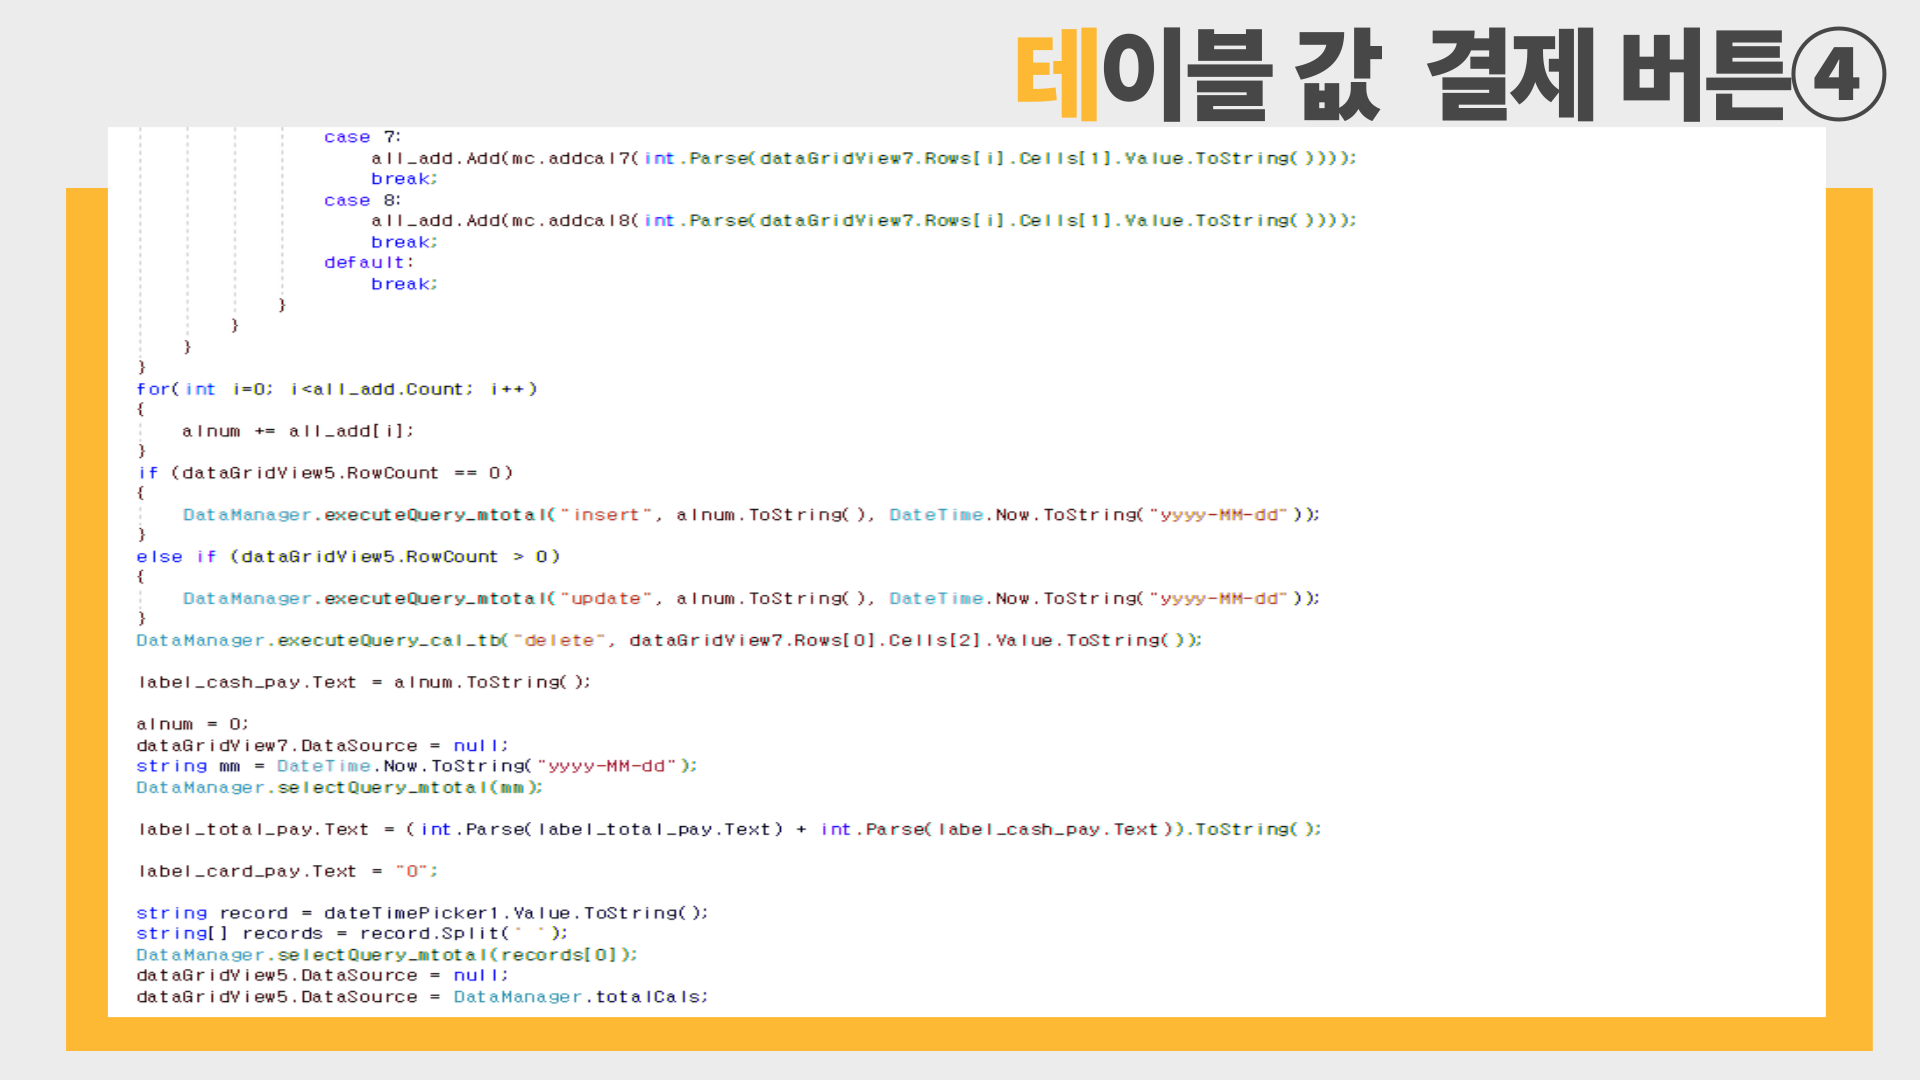 테이블 값 결제 버튼④
case 7:
all_add.Add(mc.addcal7(int.Parse(dataGridView7.Rows[i].Cells[1].Value.ToString())));
break;
case 8:
all_add.Add(mc.addcal8(int.Parse(dataGridView7.Rows[i].Cells[1].Value.ToString())));
break;
default:
break;
}
}
}
}
for(int i=0; i<all_add.Count; i++)
{
alnum += all_add[i];
}
if (dataGridView5.RowCount == 0)
{
DataManager.executeQuery_mtotal("insert", alnum.ToString(), DateTime.Now.ToString("yyyy-MM-dd"));
}
else if (dataGridView5.RowCount > 0)
{
DataManager.executeQuery_mtotal("update", alnum.ToString(), DateTime.Now.ToString("yyyy-MM-dd"));
}
DataManager.executeQuery_cal_tb("delete", dataGridView7.Rows[0].Cells[2].Value.ToString());
label_cash_pay.Text = alnum.ToString();
alnum = 0;
dataGridView7.DataSource = null;
string mm = DateTime.Now.ToString("yyyy-MM-dd");
DataManager.selectQuery_mtotal(mm);
label_total_pay.Text = (int.Parse(label_total_pay.Text) + int.Parse(label_cash_pay.Text)).ToString();
label_card_pay.Text = "0";
string record = dateTimePicker1.Value.ToString();
string[] records = record.Split(' ');
DataManager.selectQuery_mtotal(records[0]);
dataGridView5.DataSource = null;
dataGridView5.DataSource = DataManager.totalCals;